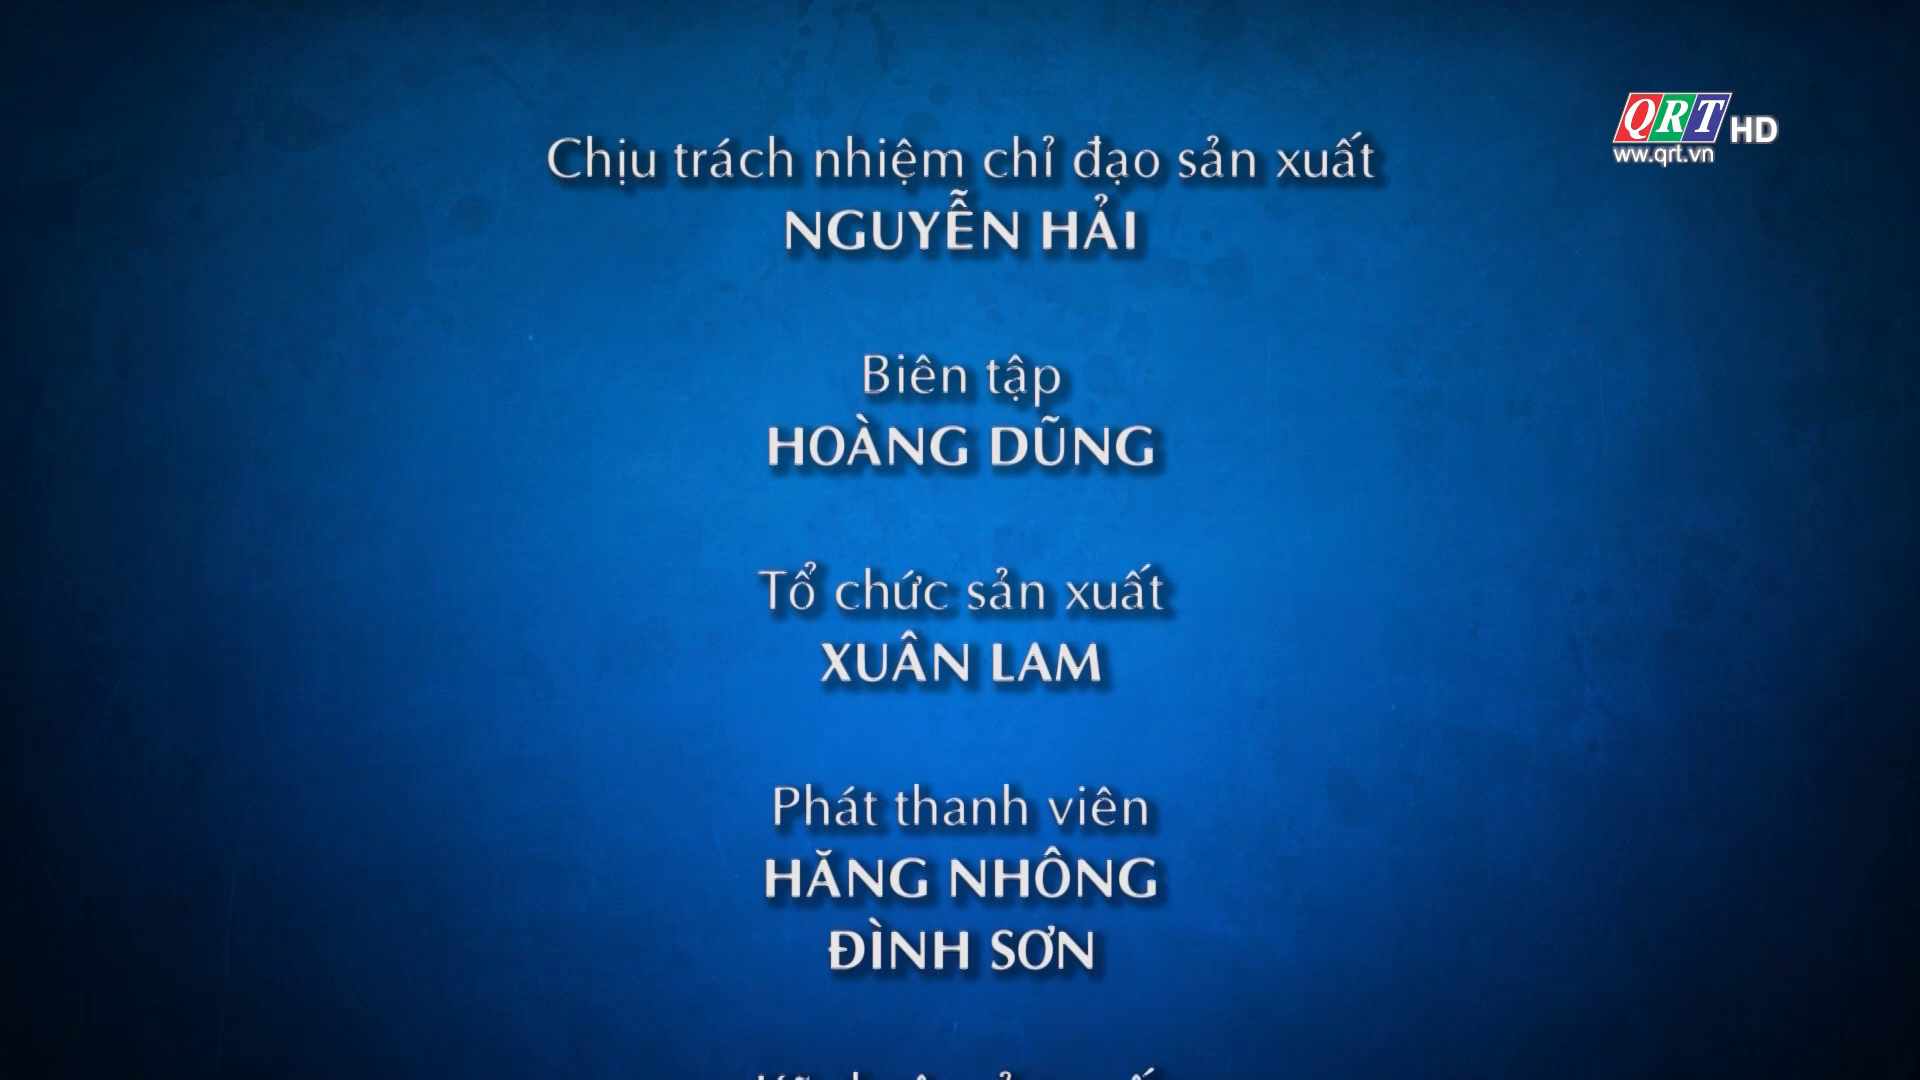 QRT HD
ww.qrt.vn
Chịu trách nhiệm chỉ đạo sản xuất
NGUYỄN HẢI
Biên tập
HOÀNG DŨNG
Tổ chức sản xuất
XUÂN LAM
Phát thanh viên
HĂNG NHÔNG
ĐÌNH SƠN